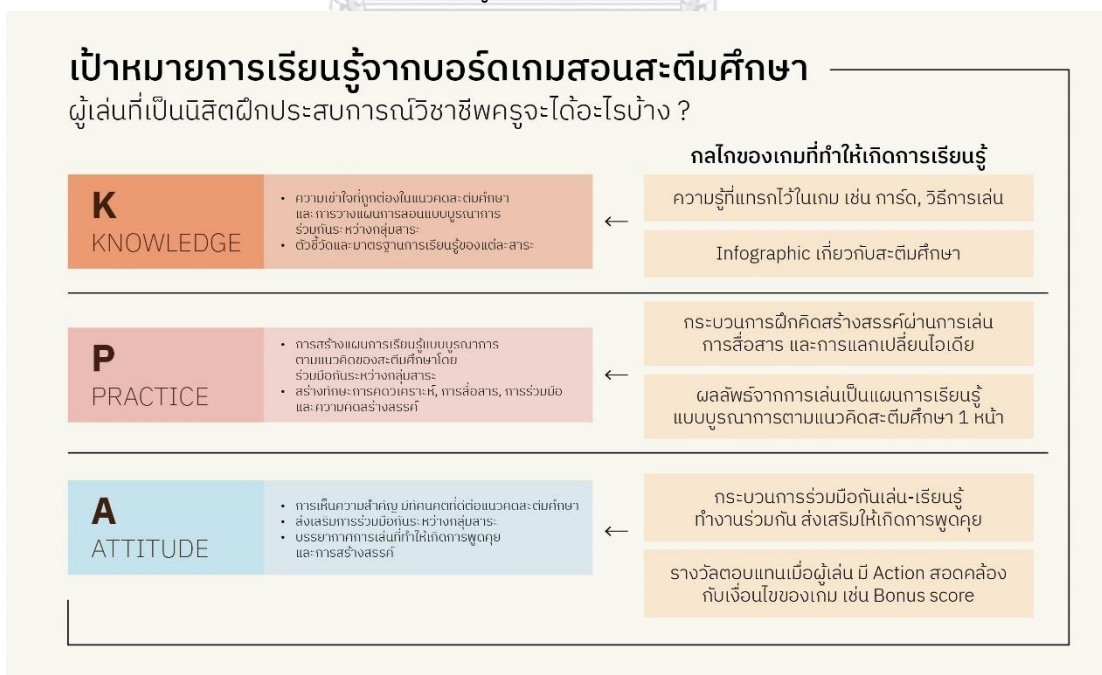 เป้าหมายการเรียนรู้จากบอร์ดเกมสอนสะตีมศึกษา
ผู้เล่นที่เป็นนิสิตฝึกประสบการณ์วิชาชีพครูจะได้อะไรบ้าง ?
กลไกของเกมที่ทำให้เกิดการเรียนรู้
K
KNOWLEDGE
• ความเข้าใจที่ถูกต้องในแนวคิดสะตีมศึกษา
และการวางแผนการสอนแบบบูรณาการ
ร่วมกันระหว่างกลุ่มสาระ
• ตัวชี้วัดและมาตรฐานการเรียนรู้ของแต่ละสาระ
←
ความรู้ที่แทรกไว้ในเกม เช่น การ์ด, วิธีการเล่น
Infographic เกี่ยวกับสะตีมศึกษา
P
PRACTICE
• การสร้างแผนการเรียนรู้แบบบูรณาการ
ตามแนวคิดของสะตีมศึกษาโดย
ร่วมมือกันระหว่างกลุ่มสาระ
• สร้างทักษะการคิดวิเคราะห์, การสื่อสาร, การร่วมมือ
และความคิดสร้างสรรค์
←
กระบวนการฝึกคิดสร้างสรรค์ผ่านการเล่น
การสื่อสาร และการแลกเปลี่ยนไอเดีย
ผลลัพธ์จากการเล่นเป็นแผนการเรียนรู้
แบบบูรณาการตามแนวคิดสะตีมศึกษา 1 หน้า
A
ATTITUDE
• การเห็นความสำคัญ มีทัศนคติที่ดีต่อแนวคิดสะตีมศึกษา
• ส่งเสริมการร่วมมือกันระหว่างกลุ่มสาระ
• บรรยากาศการเล่นที่ทำให้เกิดการพูดคุย
และการสร้างสรรค์
←
กระบวนการร่วมมือกันเล่น-เรียนรู้
ทำงานร่วมกัน ส่งเสริมให้เกิดการพูดคุย
รางวัลตอบแทนเมื่อผู้เล่น มี Action สอดคล้อง
กับเงื่อนไขของเกม เช่น Bonus score